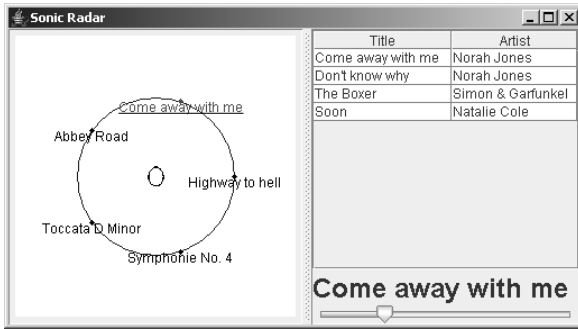 Sonic Radar
Come away with me
Abbey Road
Highway to hell
Toccata D Minor
Symphonie No. 4
Title Artist
Come away with me Norah Jones
Don't know why Norah Jones
The Boxer Simon & Garfunkel
Soon Natalie Cole
Come away with me